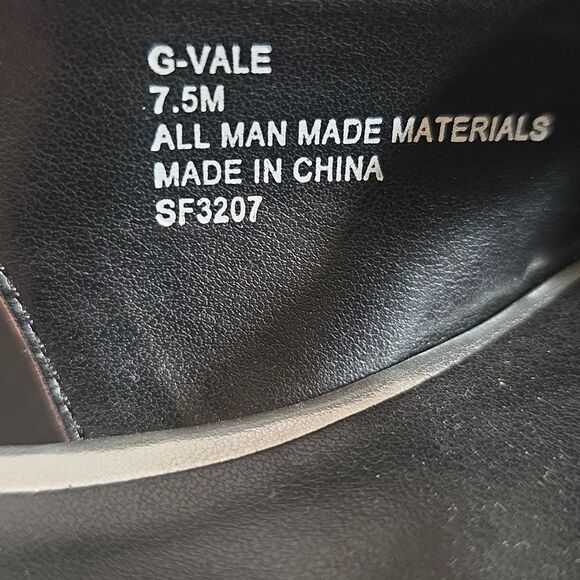 G-VALE
7.5M
ALL MAN MADE MATERIALS
MADE IN CHINA
SF3207